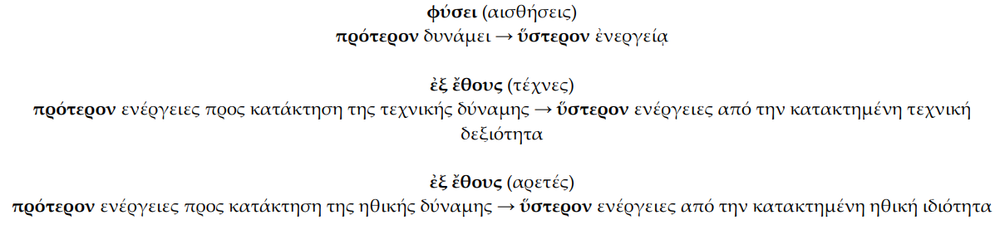 φύσει (αισθήσεις)
πρότερον δυνάμει → ὕστερον ἐνεργείᾳ
ἐξ ἔθους (τέχνες)
πρότερον ενέργειες προς κατάκτηση της τεχνικής δύναμης → ὕστερον ενέργειες από την κατακτημένη τεχνική
δεξιότητα
ἐξ ἔθους (αρετές)
πρότερον ενέργειες προς κατάκτηση της ηθικής δύναμης → ὕστερον ενέργειες από την κατακτημένη ηθική ιδιότητα